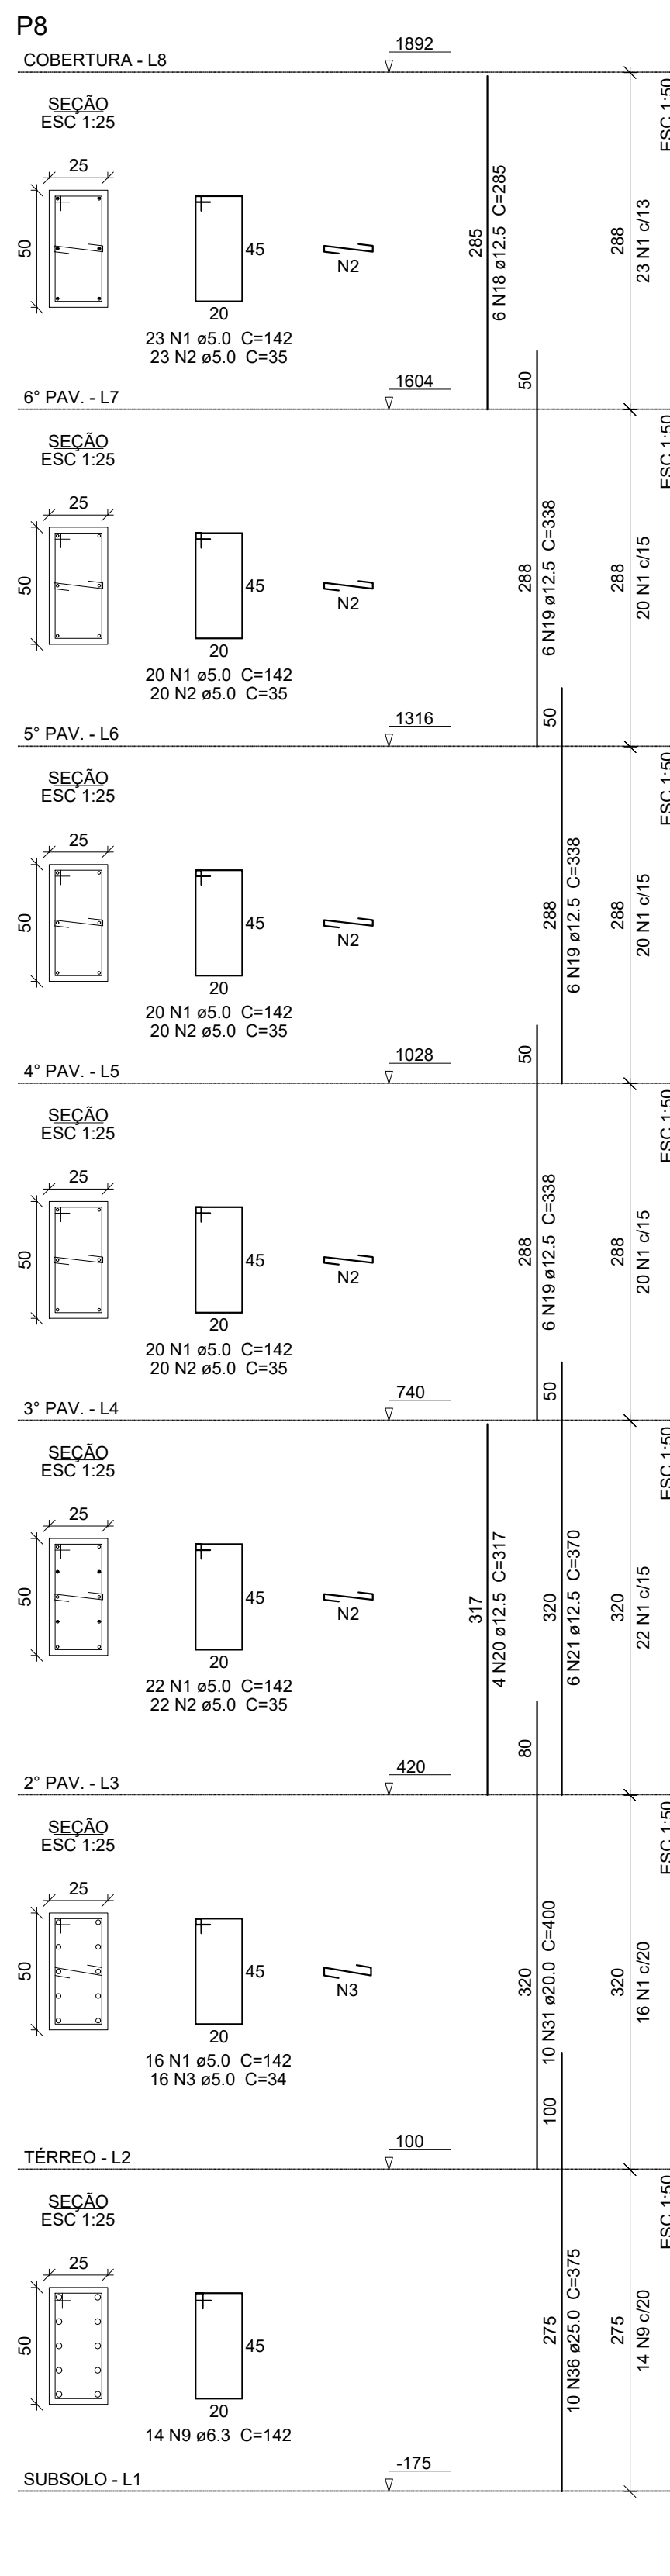 P8
COBERTURA - L8
1892
SEÇÃO
ESC 1:25
25
50
45
20
N2
23 N1 ø5.0 C=142
23 N2 ø5.0 C=35
285
6 N18 ø12.5 C=285
288
23 N1 c/13
ESC 1:50
6° PAV. - L7
1604
50
SEÇÃO
ESC 1:25
25
50
45
20
N2
20 N1 ø5.0 C=142
20 N2 ø5.0 C=35
288
6 N19 ø12.5 C=338
288
20 N1 c/15
ESC 1:50
5° PAV. - L6
1316
50
SEÇÃO
ESC 1:25
25
50
45
20
N2
20 N1 ø5.0 C=142
20 N2 ø5.0 C=35
288
6 N19 ø12.5 C=338
288
20 N1 c/15
ESC 1:50
4° PAV. - L5
1028
50
SEÇÃO
ESC 1:25
25
50
45
20
N2
20 N1 ø5.0 C=142
20 N2 ø5.0 C=35
288
6 N19 ø12.5 C=338
288
20 N1 c/15
ESC 1:50
3° PAV. - L4
740
50
SEÇÃO
ESC 1:25
25
50
45
20
N2
22 N1 ø5.0 C=142
22 N2 ø5.0 C=35
317
4 N20 ø12.5 C=317
320
6 N21 ø12.5 C=370
320
22 N1 c/15
ESC 1:50
2° PAV. - L3
420
80
SEÇÃO
ESC 1:25
25
50
45
20
N3
16 N1 ø5.0 C=142
16 N3 ø5.0 C=34
320
10 N31 ø20.0 C=400
320
16 N1 c/20
ESC 1:50
TÉRREO - L2
100
100
SEÇÃO
ESC 1:25
25
50
45
20
14 N9 ø6.3 C=142
275
10 N36 ø25.0 C=375
275
14 N9 c/20
ESC 1:50
SUBSOLO - L1
-175